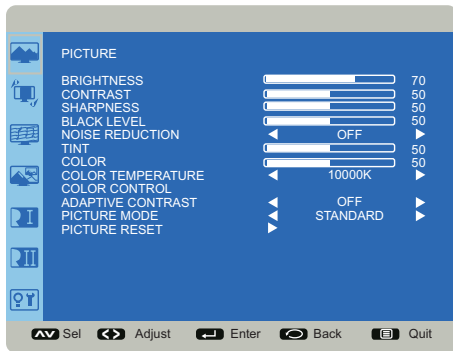 PICTURE
BRIGHTNESS 70
CONTRAST 50
SHARPNESS 50
BLACK LEVEL 50
NOISE REDUCTION OFF
TINT 50
COLOR 50
COLOR TEMPERATURE 10000K
COLOR CONTROL
ADAPTIVE CONTRAST OFF
PICTURE MODE STANDARD
PICTURE RESET
Sel Adjust Enter Back Quit